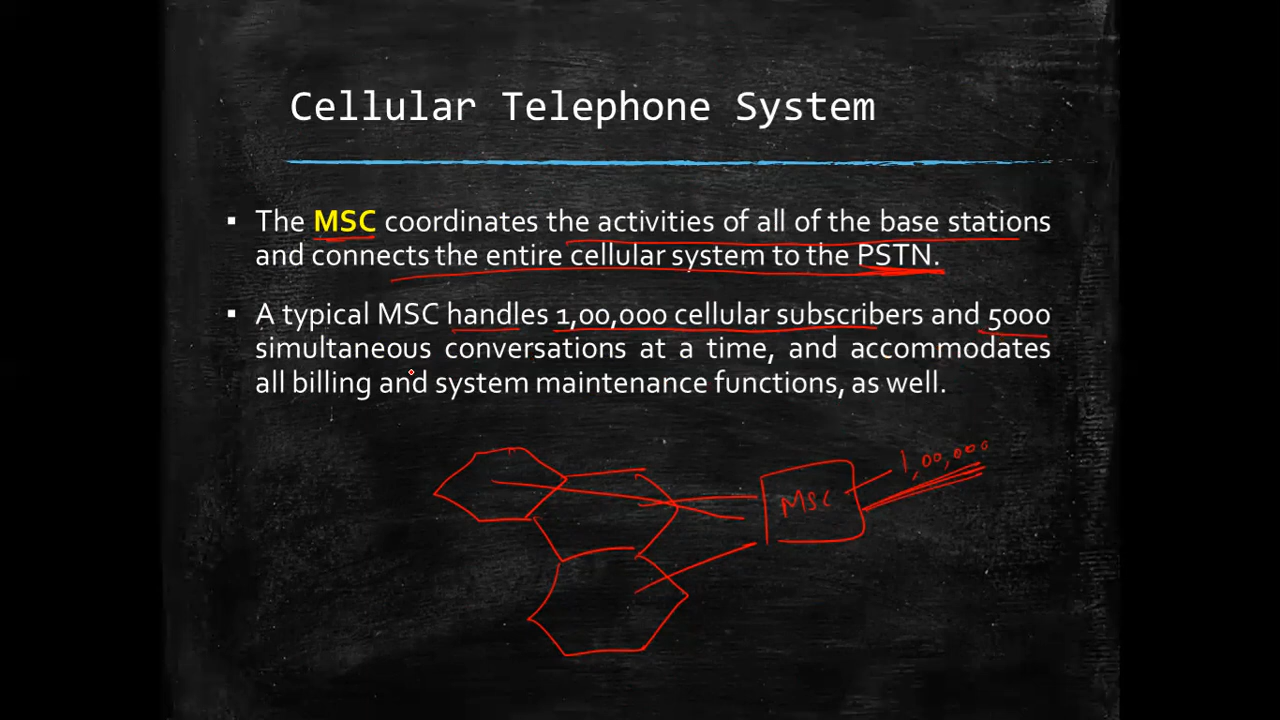 Cellular Telephone System
▪ The MSC coordinates the activities of all of the base stations
and connects the entire cellular system to the PSTN.
▪ A typical MSC handles 1,00,000 cellular subscribers and 5000
simultaneous conversations at a time, and accommodates
all billing and system maintenance functions, as well.
1,00,000
MSC